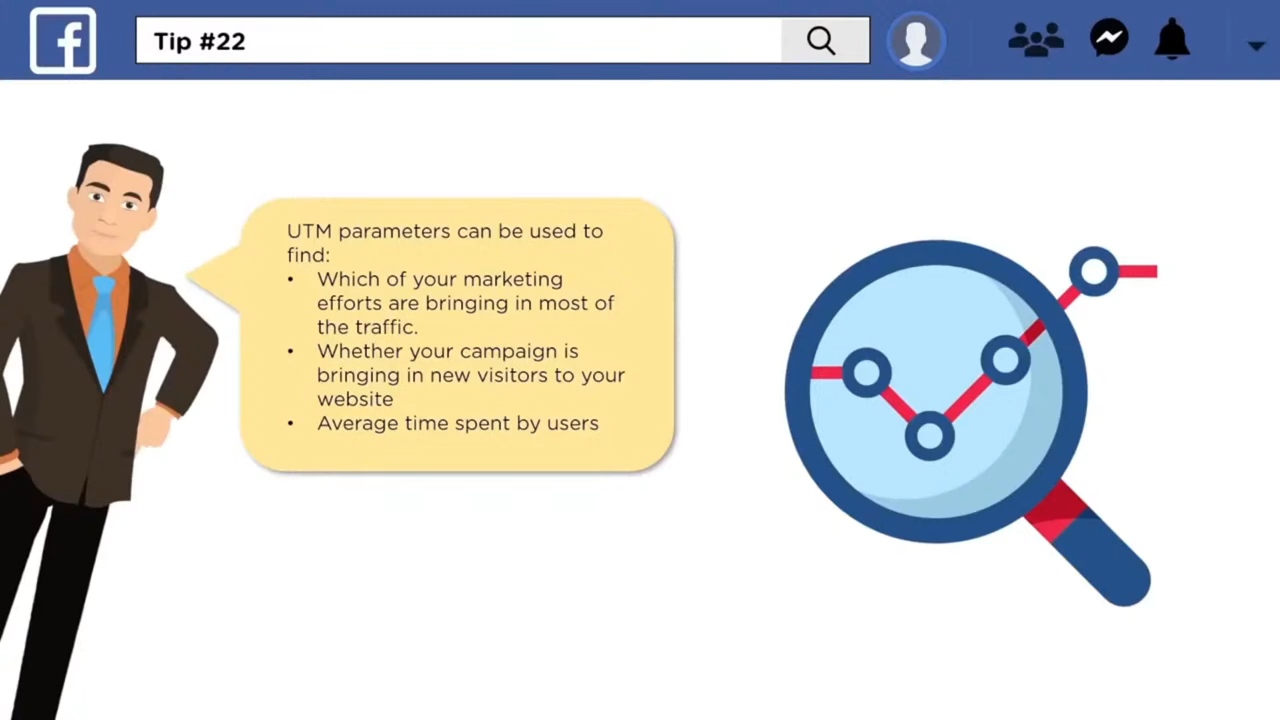 Tip #22
UTM parameters can be used to
find:
• Which of your marketing
efforts are bringing in most of
the traffic.
• Whether your campaign is
bringing in new visitors to your
website
• Average time spent by users